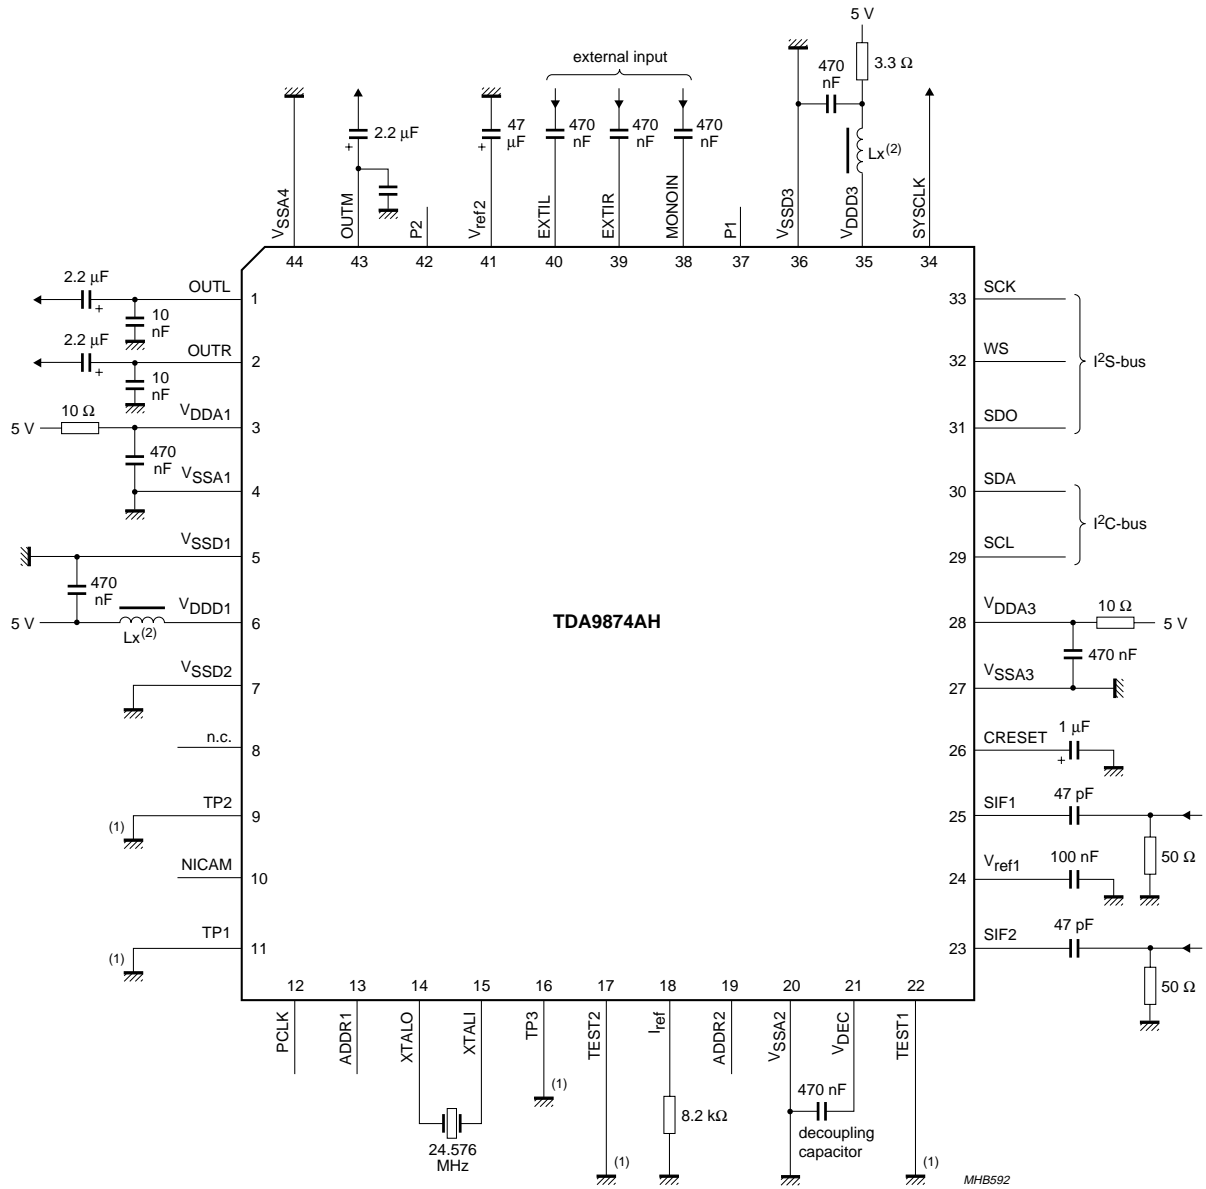 5 V
external input
470 nF
3.3 Ω
2.2 μF
47 μF
470 nF
470 nF
470 nF
Lx(2)
VSSA4
OUTM
P2
Vref2
EXTIL
EXTIR
MONOIN
P1
VSSD3
VDDD3
SYSCLK
44
43
42
41
40
39
38
37
36
35
34
2.2 μF
+
OUTL
1
10 nF
2.2 μF
+
OUTR
2
10 nF
5 V
10 Ω
VDDA1
3
470 nF
VSSA1
4
VSSD1
5
470 nF
5 V
Lx(2)
VDDD1
6
VSSD2
7
n.c.
8
TP2
9
(1)
NICAM
10
TP1
11
(1)
TDA9874AH
33
SCK
32
WS
I2S-bus
31
SDO
30
SDA
I2C-bus
29
SCL
28
VDDA3
10 Ω
5 V
470 nF
27
VSSA3
26
CRESET
1 μF
+
25
SIF1
47 pF
50 Ω
24
Vref1
100 nF
23
SIF2
47 pF
50 Ω
12
13
14
15
16
17
18
19
20
21
22
PCLK
ADDR1
XTALO
XTALI
TP3
TEST2
Iref
ADDR2
VSSA2
VDEC
TEST1
24.576 MHz
(1)
(1)
8.2 kΩ
470 nF
decoupling
capacitor
(1)
MHB592
+
+